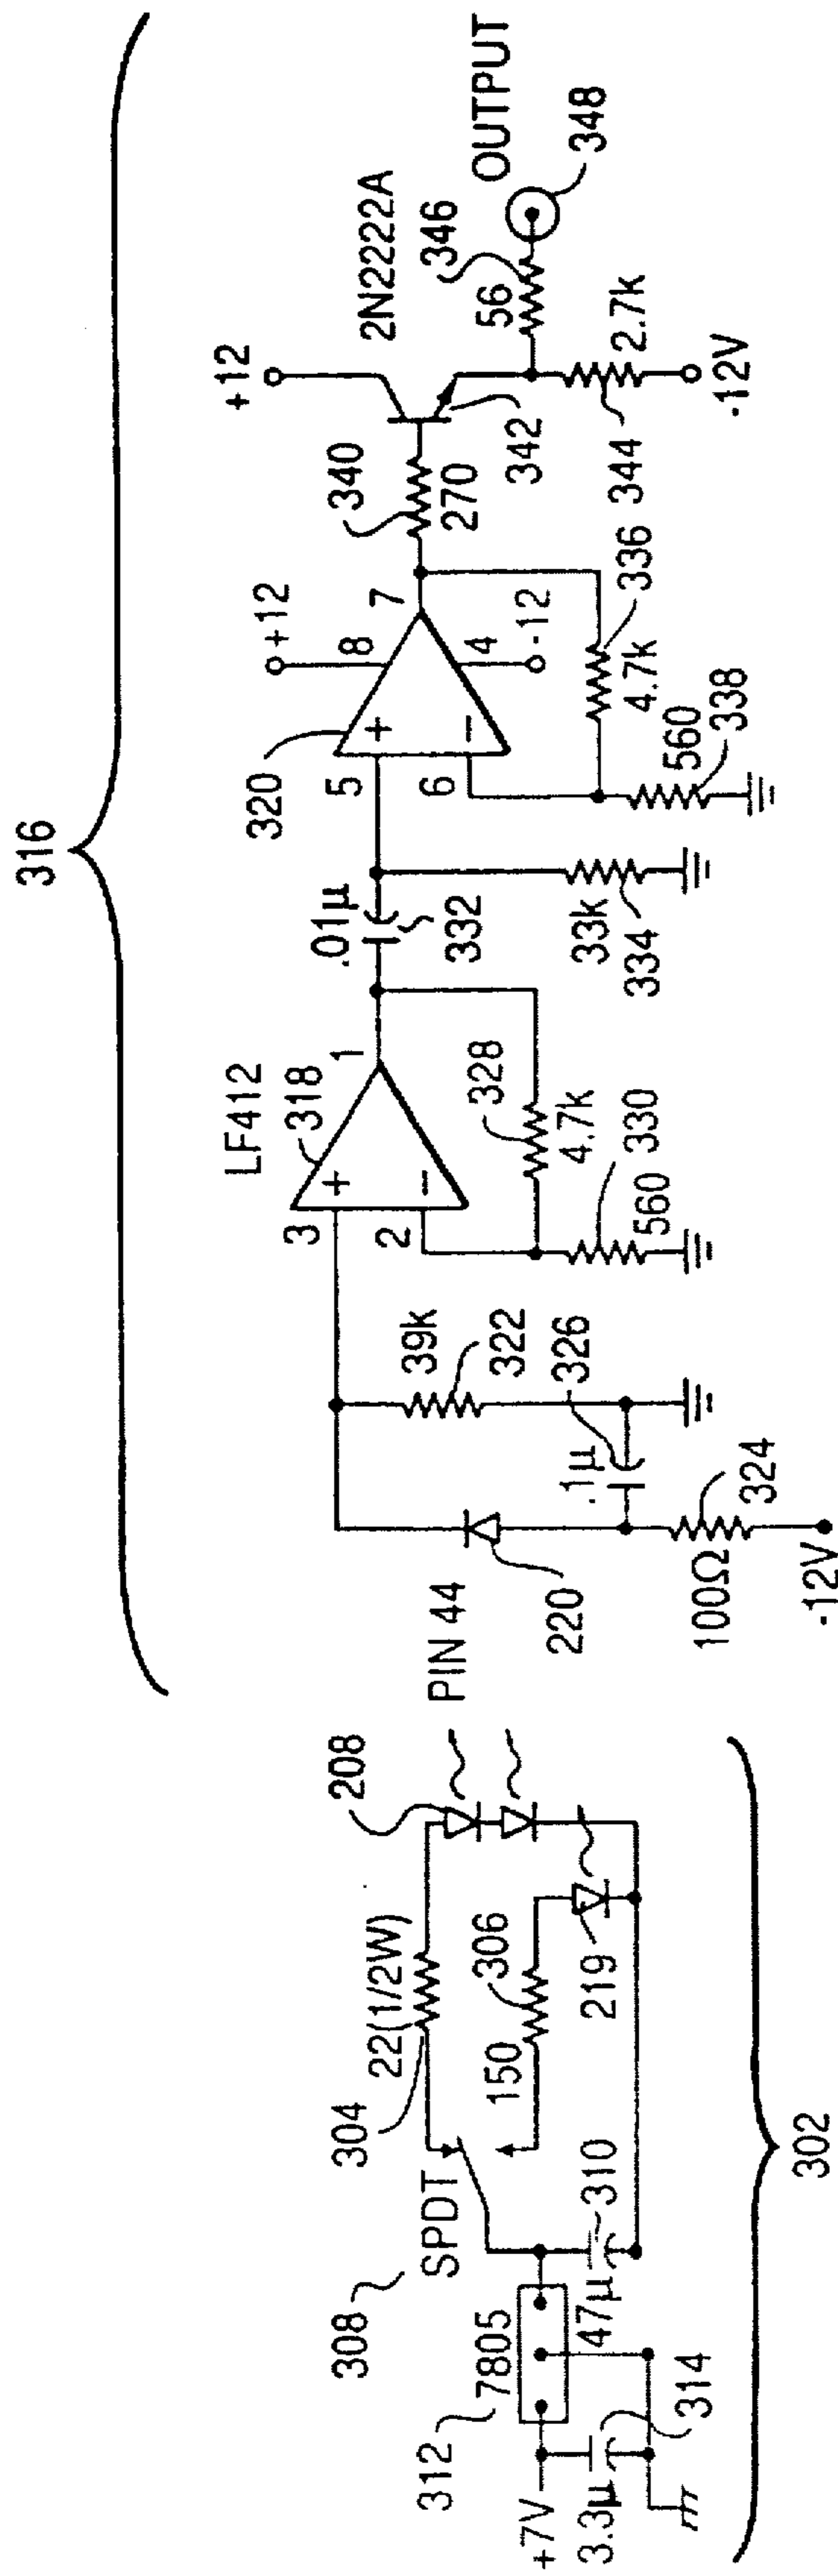 316
302
+7V
3.3µ
314
312
7805
47µ
310
308
SPDT
304
22(1/2W)
150
306
219
208
PIN 44
220
100Ω
324
-12V
.1µ
326
39k
322
3
2
+
−
LF412
318
1
328
4.7k
330
560
.01µ
332
33k
334
320
5
6
+
−
7
8
+12
4
-12
336
4.7k
560
338
340
270
+12
2N2222A
342
344
2.7k
-12V
346
56
OUTPUT
348